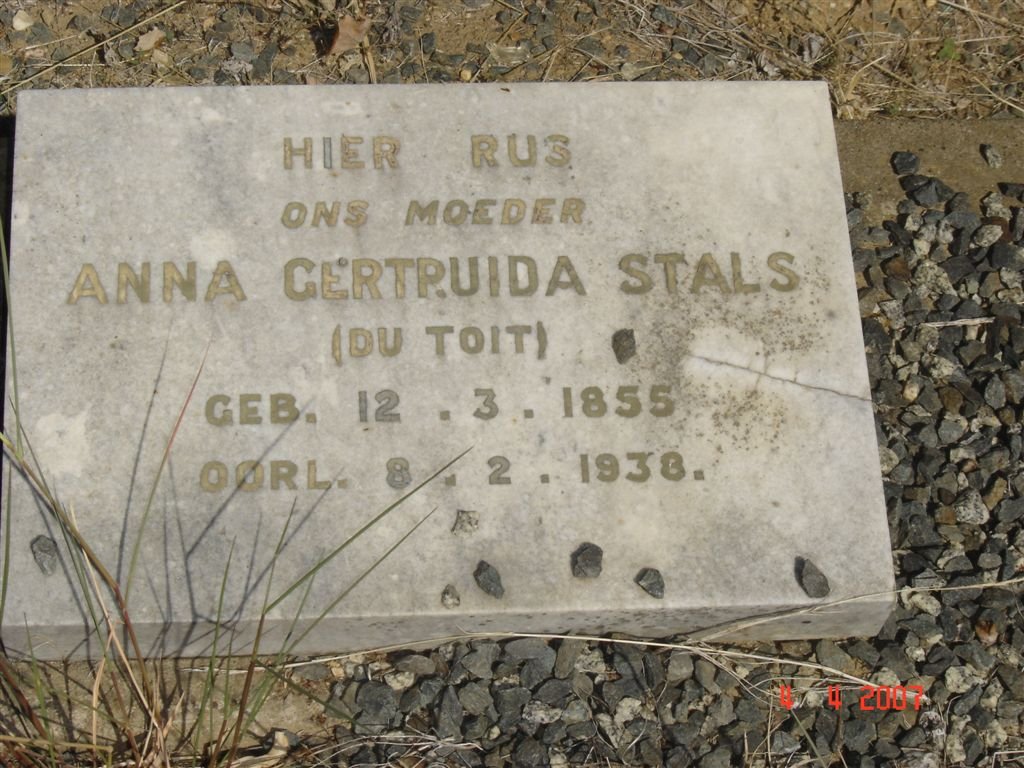 HIER RUS
ONS MOEDER
ANNA GERTRUIDA STALS
(DU TOIT)
GEB. 12 . 3 . 1855
OORL. 8 . 2 . 1938.
4 4 2007